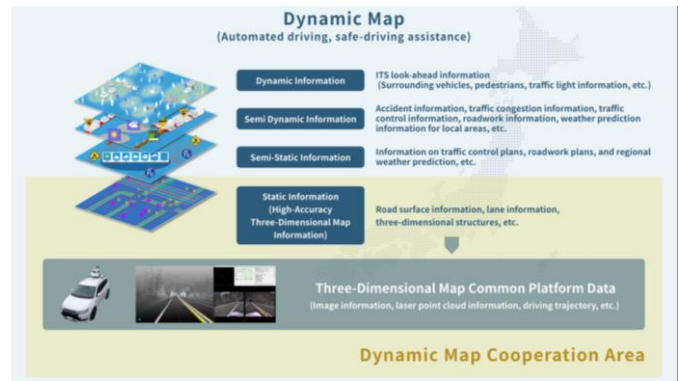 Dynamic Map
(Automated driving, safe-driving assistance)
Dynamic Information
ITS look-ahead information
(Surrounding vehicles, pedestrians, traffic light information, etc.)
Semi Dynamic Information
Accident information, traffic congestion information, traffic
control information, roadwork information, weather prediction
information for local areas, etc.
Semi-Static Information
Information on traffic control plans, roadwork plans, and regional
weather prediction, etc.
Static Information
(High-Accuracy
Three-Dimensional Map
Information)
Road surface information, lane information,
three-dimensional structures, etc.
Three-Dimensional Map Common Platform Data
(Image information, laser point cloud information, driving trajectory, etc.)
Dynamic Map Cooperation Area